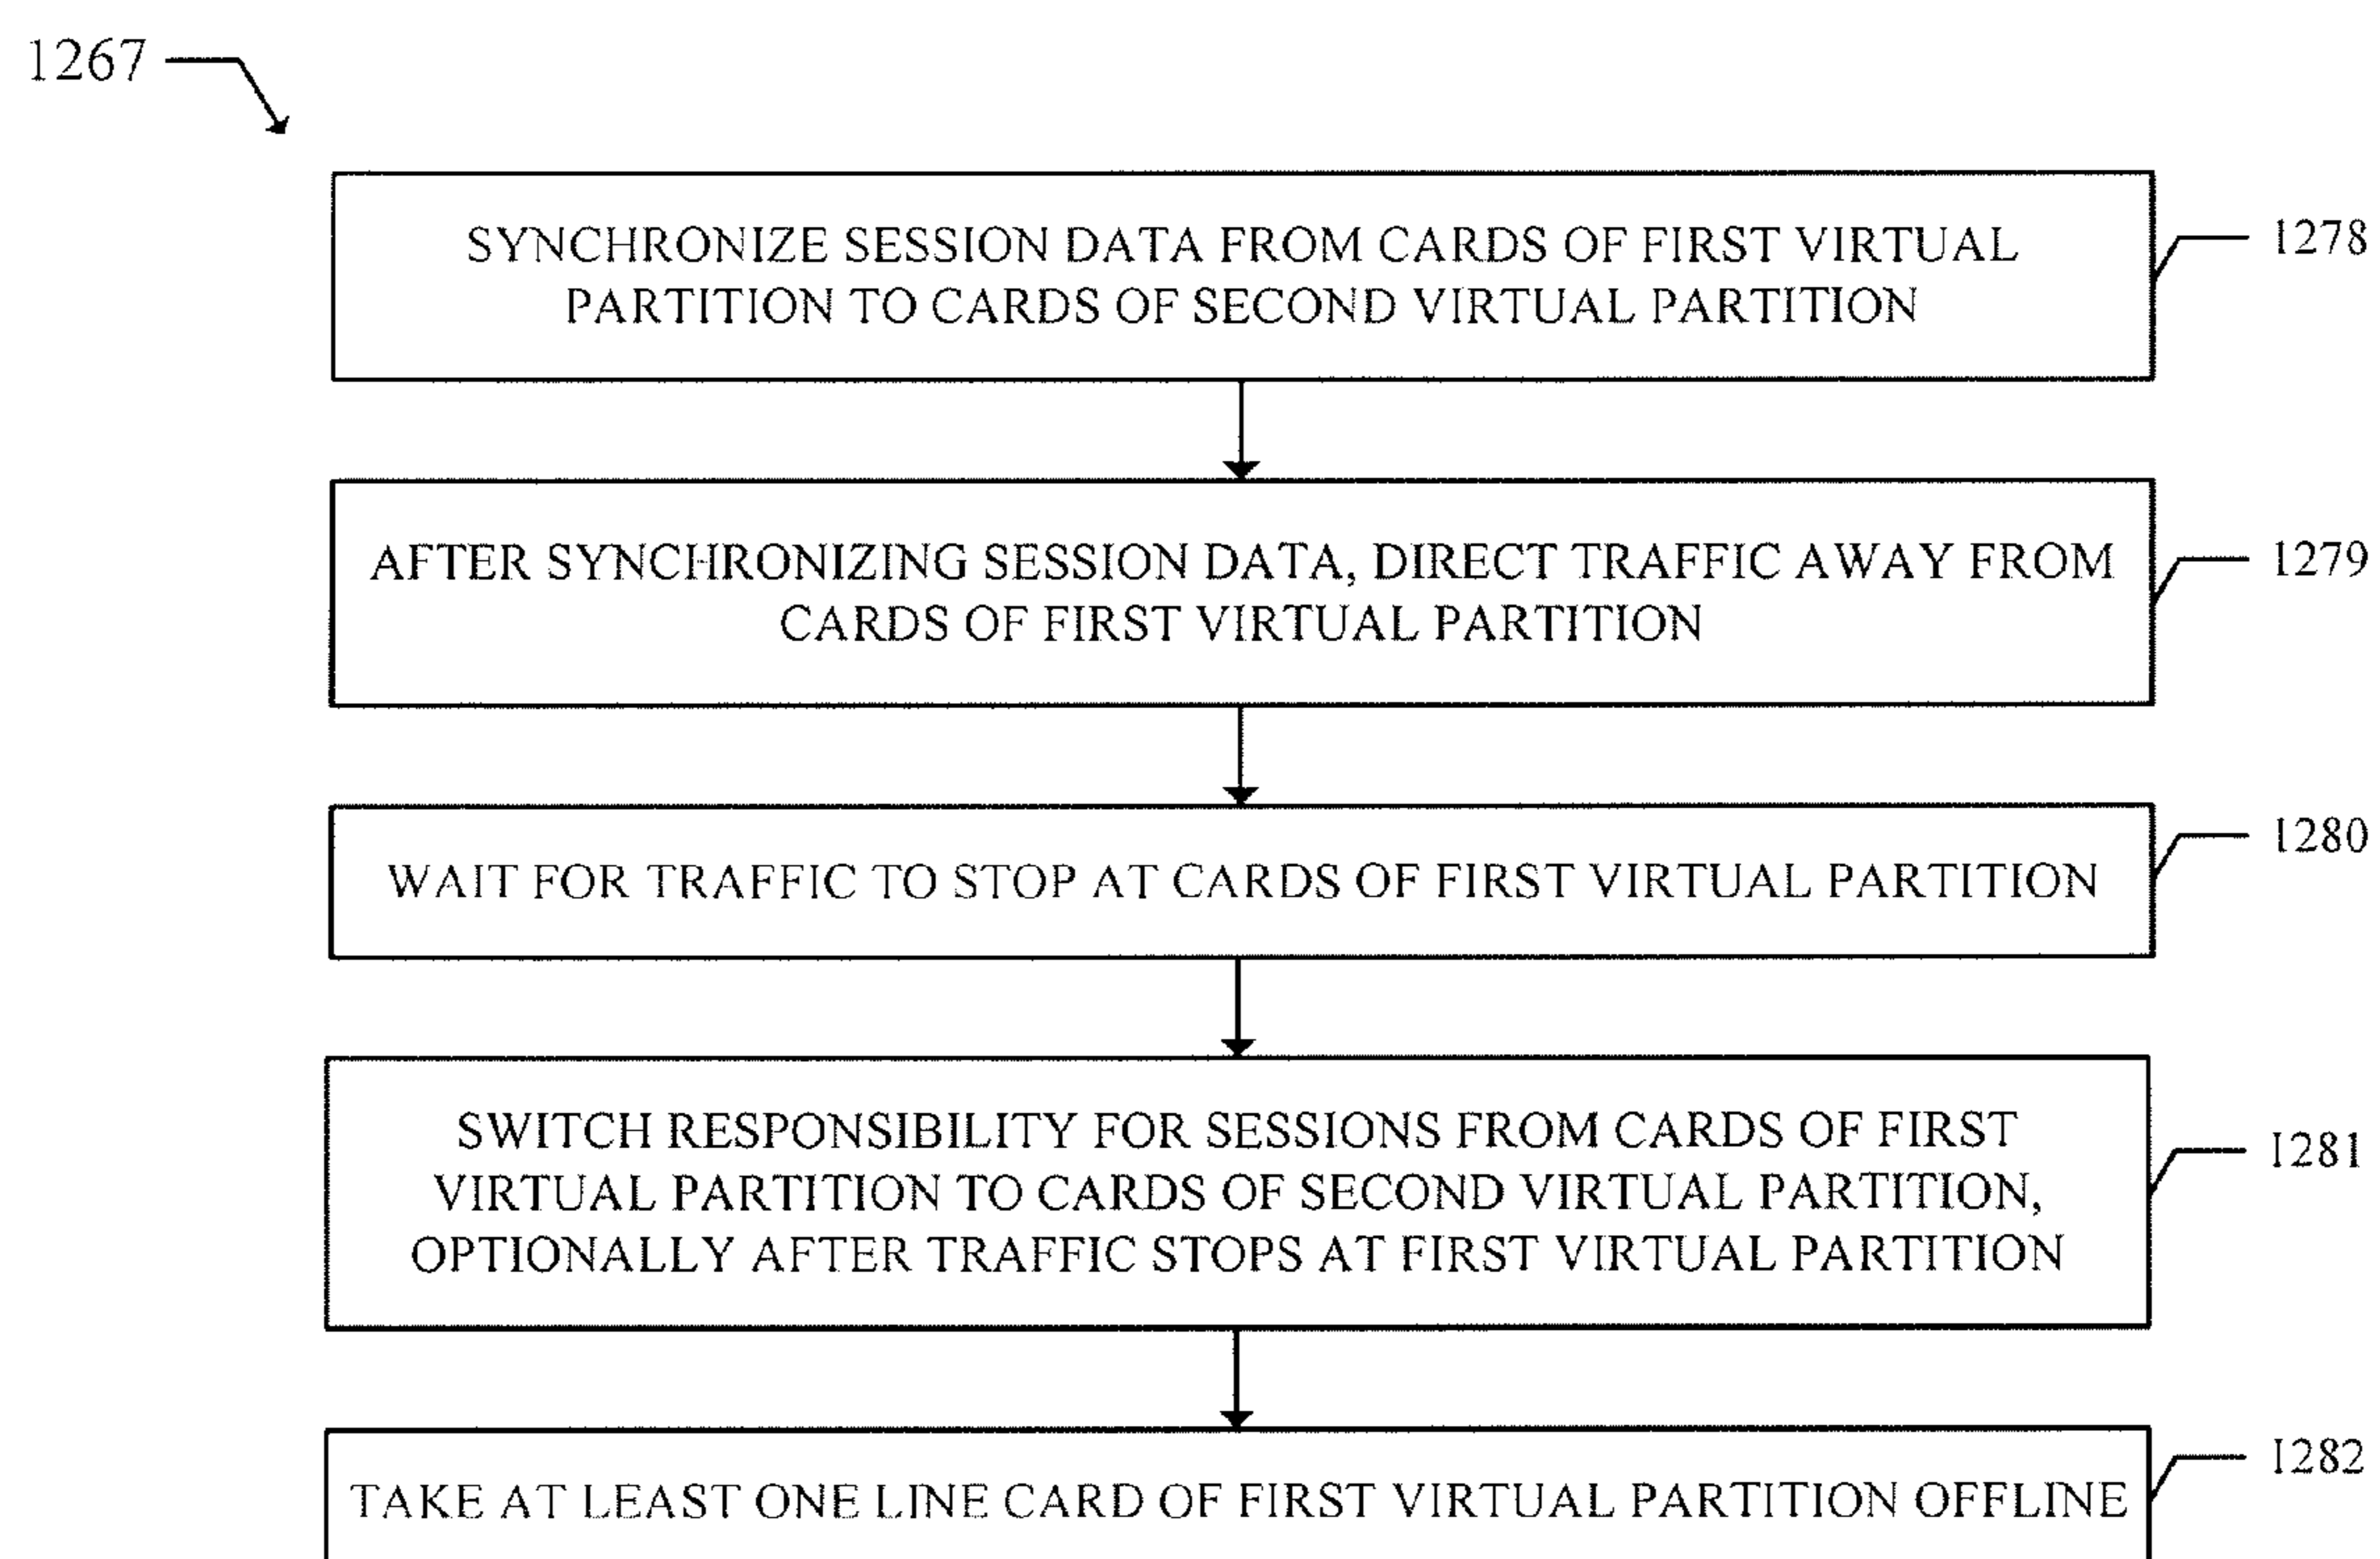 1267
SYNCHRONIZE SESSION DATA FROM CARDS OF FIRST VIRTUAL
PARTITION TO CARDS OF SECOND VIRTUAL PARTITION
1278
AFTER SYNCHRONIZING SESSION DATA, DIRECT TRAFFIC AWAY FROM
CARDS OF FIRST VIRTUAL PARTITION
1279
WAIT FOR TRAFFIC TO STOP AT CARDS OF FIRST VIRTUAL PARTITION
1280
SWITCH RESPONSIBILITY FOR SESSIONS FROM CARDS OF FIRST
VIRTUAL PARTITION TO CARDS OF SECOND VIRTUAL PARTITION,
OPTIONALLY AFTER TRAFFIC STOPS AT FIRST VIRTUAL PARTITION
1281
TAKE AT LEAST ONE LINE CARD OF FIRST VIRTUAL PARTITION OFFLINE
1282